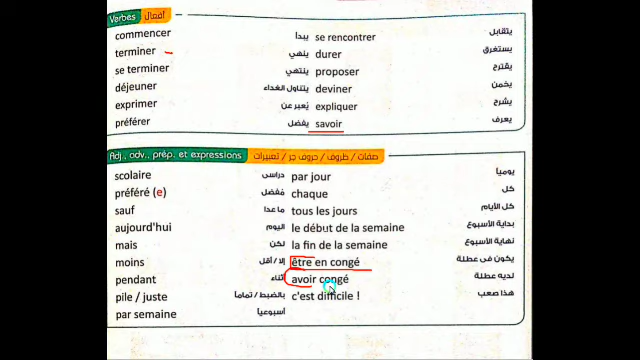 Verbes / أفعال
commencer يبدأ se rencontrer يتقابل
terminer ينهي durer يستغرق
se terminer ينتهي proposer يقترح
déjeuner يتناول الغداء deviner يخمن
exprimer يُعبر عن expliquer يشرح
préférer يفضل savoir يعرف
Adj., adv., prép. et expressions / صفات / ظروف / حروف جر / تعبيرات
scolaire دراسى par jour يومياً
préféré (e) مُفضل chaque كل
sauf ما عدا tous les jours كل الأيام
aujourd'hui اليوم le début de la semaine بداية الأسبوع
mais لكن la fin de la semaine نهاية الأسبوع
moins إلا / أقل être en congé يكون فى عطلة
pendant أثناء avoir congé لديه عطلة
pile / juste بالضبط / تماماً c'est difficile ! هذا صعب
par semaine أسبوعياً